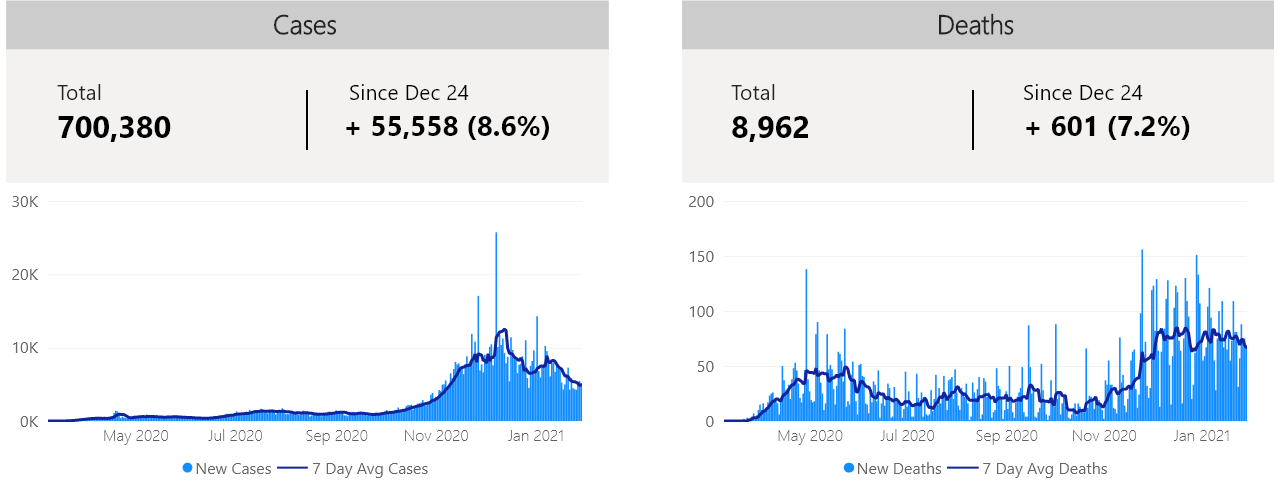 Cases
Total
Since Dec 24
700,380
+ 55,558 (8.6%)
30K
20K
10K
0K
May 2020
Jul 2020
Sep 2020
Nov 2020
Jan 2021
New Cases
7 Day Avg Cases
Deaths
Total
Since Dec 24
8,962
+ 601 (7.2%)
200
150
100
50
0
May 2020
Jul 2020
Sep 2020
Nov 2020
Jan 2021
New Deaths
7 Day Avg Deaths